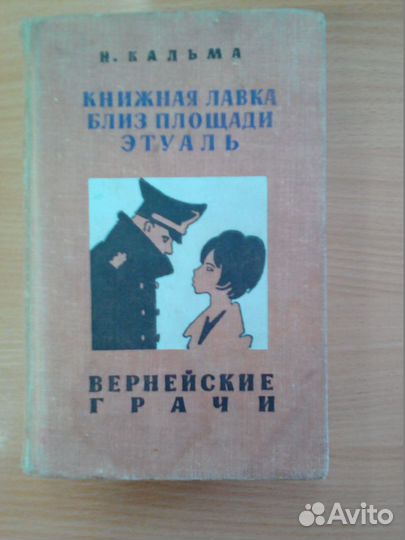 Н. КАЛЬМА
КНИЖНАЯ ЛАВКА
БЛИЗ ПЛОЩАДИ
ЭТУАЛЬ
ВЕРНЕЙСКИЕ
ГРАЧИ
Avito